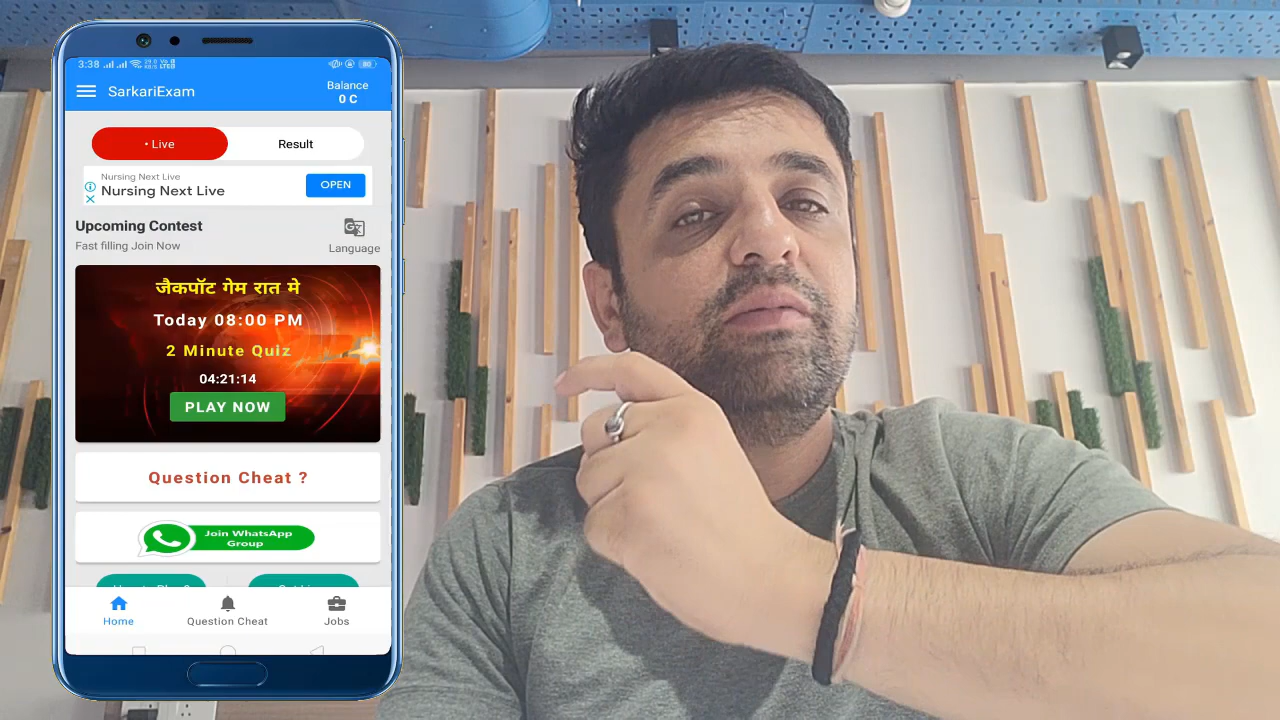 3:38
80
SarkariExam
Balance
0 C
• Live
Result
Nursing Next Live
Nursing Next Live
OPEN
Upcoming Contest
Fast filling Join Now
Language
जैकपॉट गेम रात मे
Today 08:00 PM
2 Minute Quiz
04:21:14
PLAY NOW
Question Cheat ?
Join WhatsApp
Group
Home
Question Cheat
Jobs